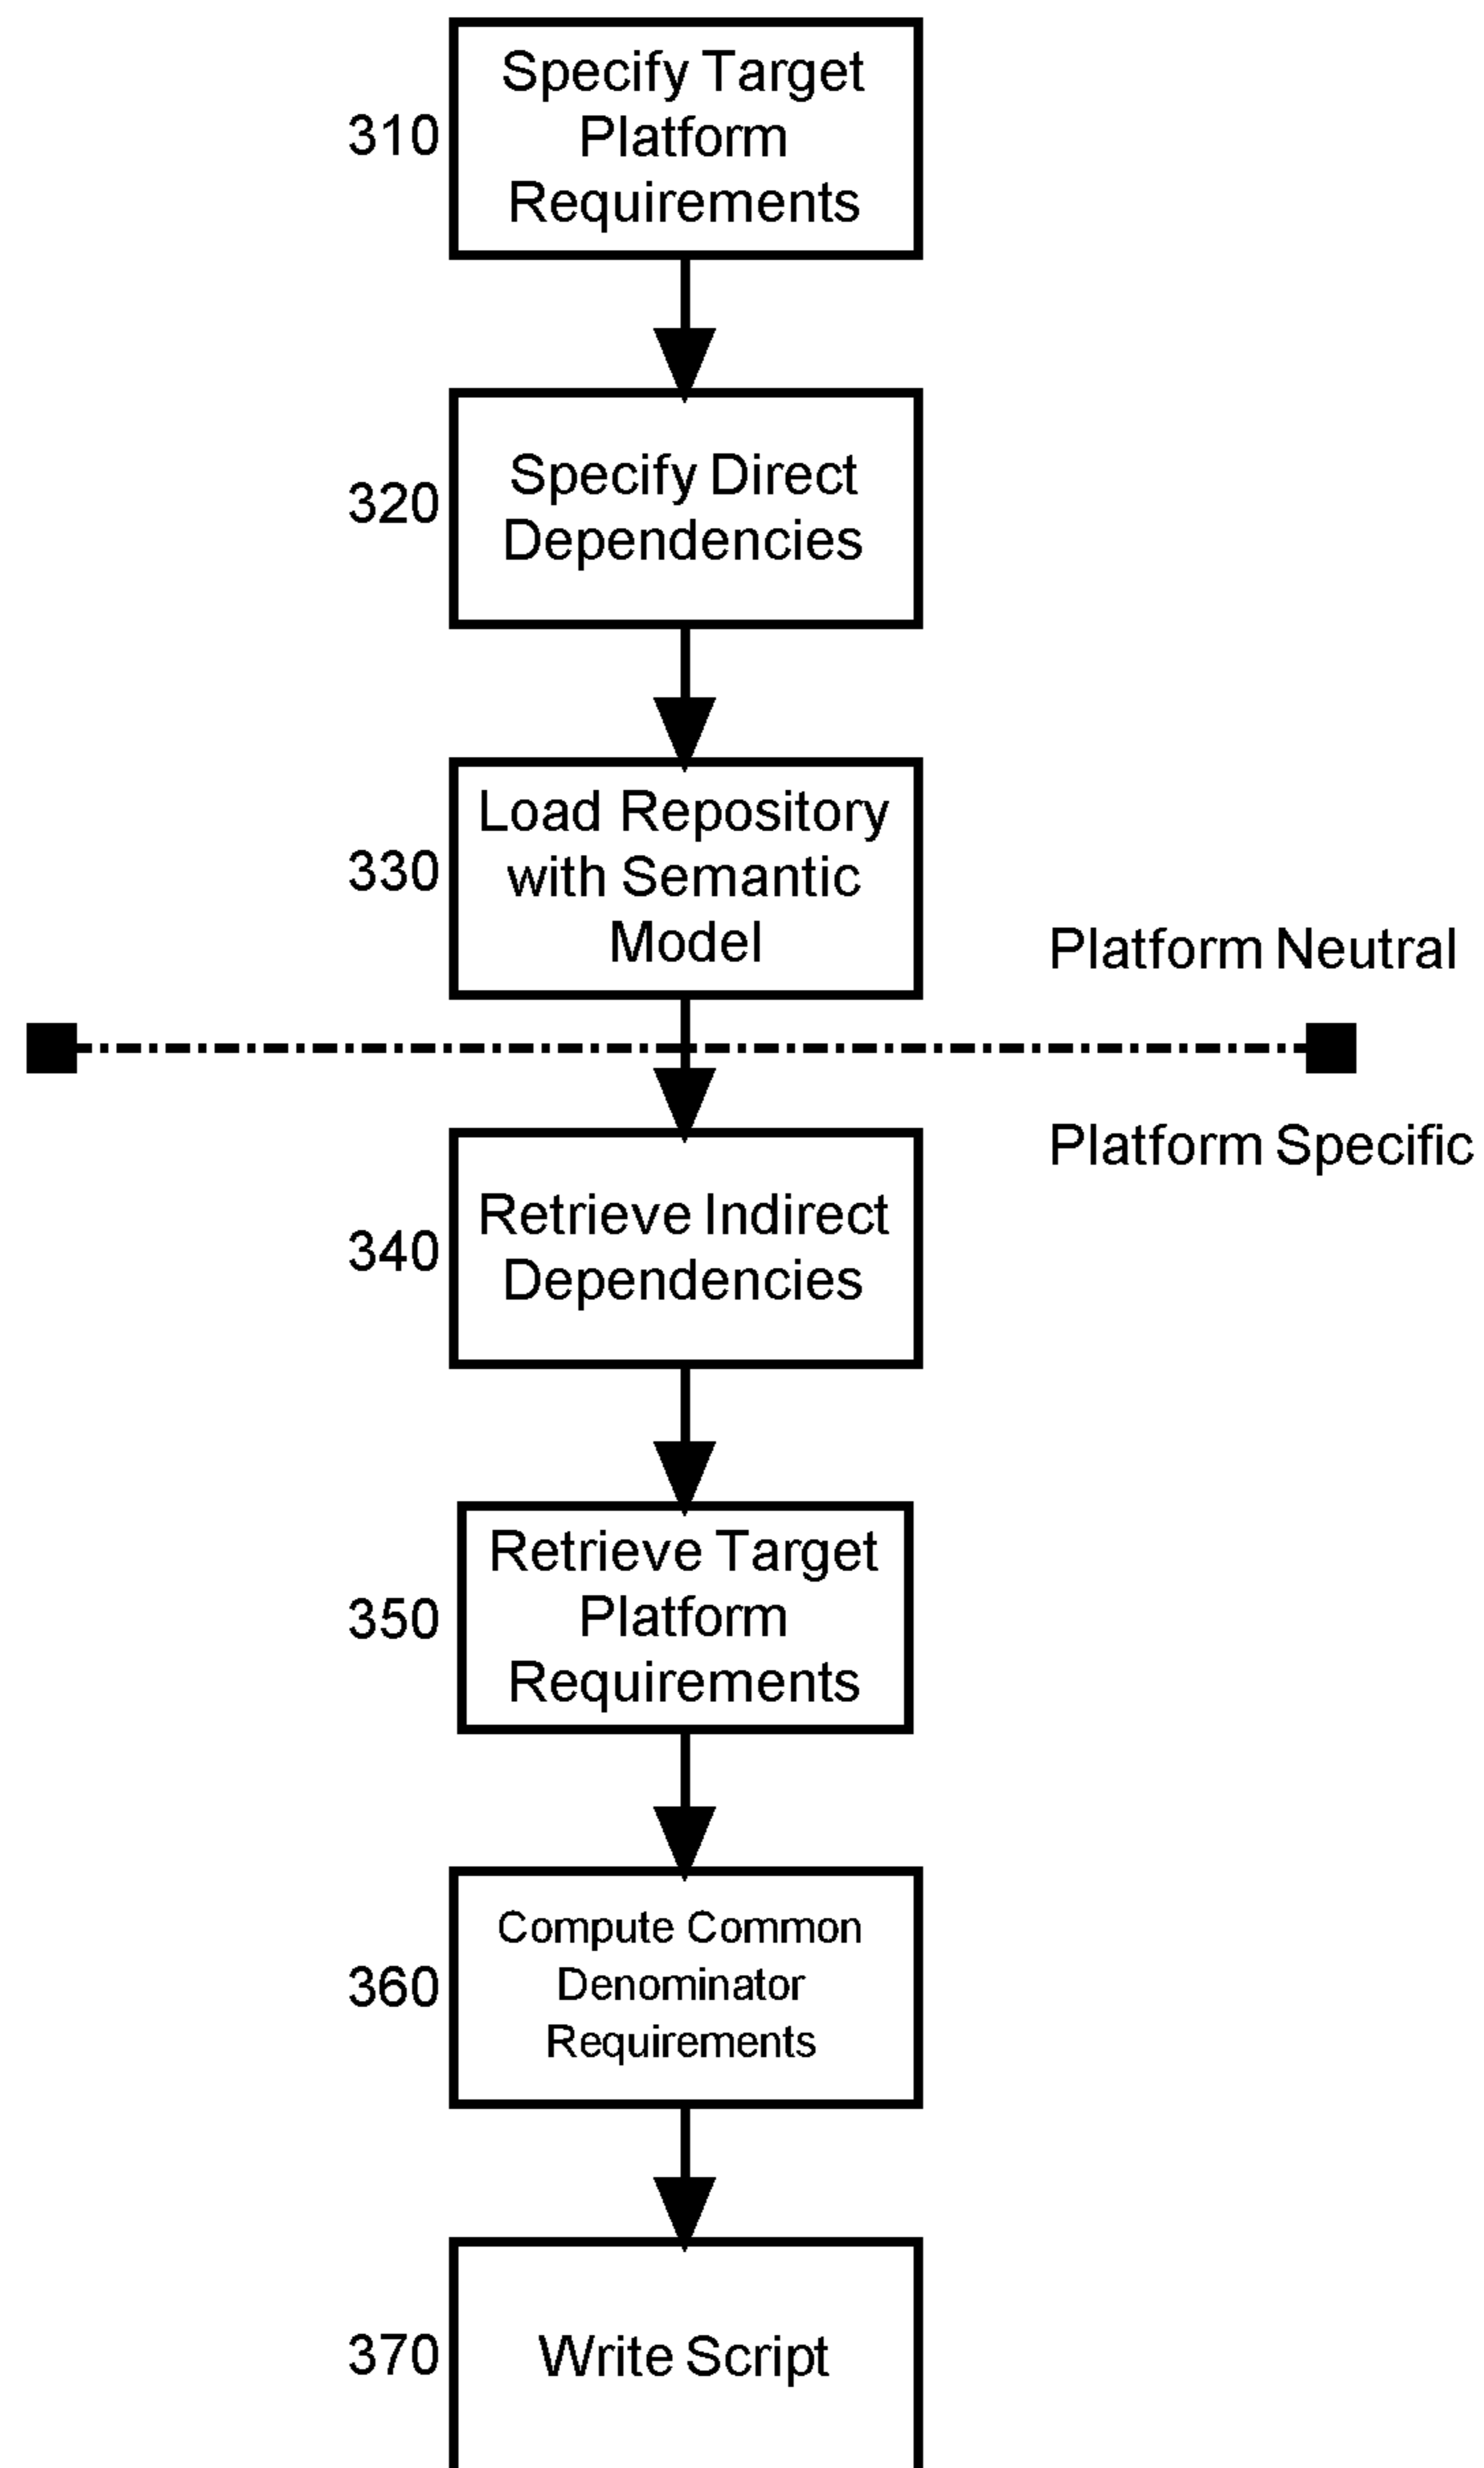 310
Specify Target
Platform
Requirements
320
Specify Direct
Dependencies
330
Load Repository
with Semantic
Model
Platform Neutral
Platform Specific
340
Retrieve Indirect
Dependencies
350
Retrieve Target
Platform
Requirements
360
Compute Common
Denominator
Requirements
370
Write Script